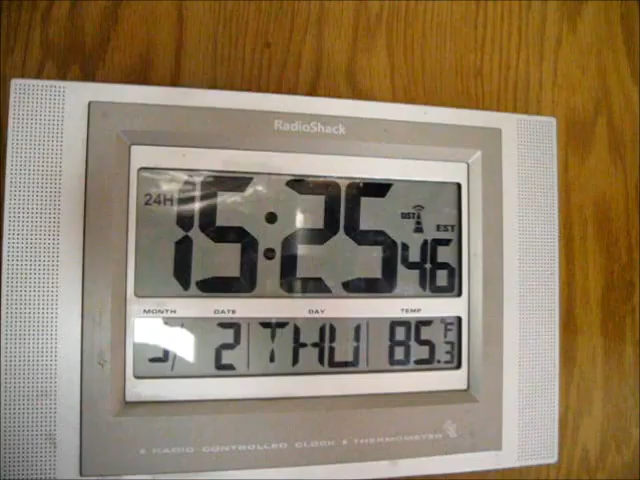 RadioShack
24H 15:25 46 DST EST
MONTH DATE DAY TEMP
2 THU 85.3 °F
RADIO CONTROLLED CLOCK & THERMOMETER